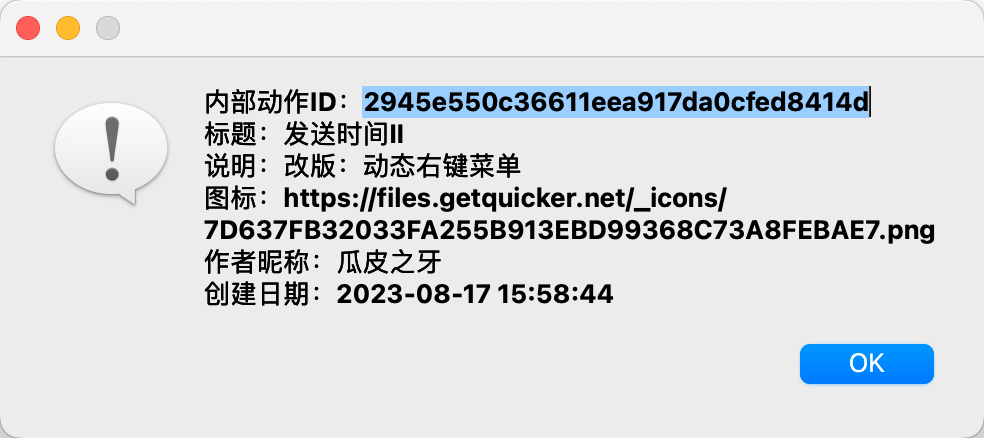 内部动作ID：2945e550c36611eea917da0cfed8414d
标题：发送时间II
说明：改版：动态右键菜单
图标：https://files.getquicker.net/_icons/
7D637FB32033FA255B913EBD99368C73A8FEBAE7.png
作者昵称：瓜皮之牙
创建日期：2023-08-17 15:58:44
OK